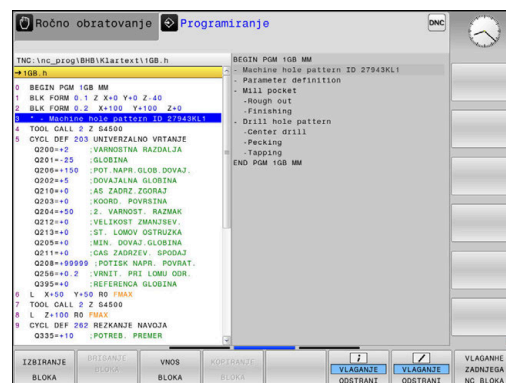 Ročno obratovanje
Programiranje
DNC
TNC:\nc_prog\BHB\Klartext\1GB.h
→1GB.h
0 BEGIN PGM 1GB MM
1 BLK FORM 0.1 Z X+0 Y+0 Z-40
2 BLK FORM 0.2 X+100 Y+100 Z+0
3 * - Machine hole pattern ID 27943KL1
4 TOOL CALL 2 Z S4500
5 CYCL DEF 203 UNIVERZALNO VRTANJE
Q200=+2 ;VARNOSTNA RAZDALJA
Q201=-25 ;GLOBINA
Q206=+150 ;POT.NAPR.GLOB.DOVAJ.
Q202=+5 ;DOVAJALNA GLOBINA
Q210=+0 ;AS ZADRZ.ZGORAJ
Q203=+0 ;KOORD. POVRSINA
Q204=+50 ;2. VARNOST. RAZMAK
Q212=+0 ;VELIKOST ZMANJSEV.
Q213=+0 ;ST. LOMOV OSTRUZKA
Q205=+0 ;MIN. DOVAJ.GLOBINA
Q211=+0 ;CAS ZADRZEV. SPODAJ
Q208=+99999 ;POTISK NAPR. POVRAT.
Q256=+0.2 ;VRNIT. PRI LOMU ODR.
Q395=+0 ;REFERENCA GLOBINA
6 L X+50 Y+50 R0 FMAX
7 TOOL CALL 2 Z S4500
8 L Z+100 R0 FMAX
9 CYCL DEF 262 REZKANJE NAVOJA
Q335=+10 ;POTREB. PREMER
BEGIN PGM 1GB MM
- Machine hole pattern ID 27943KL1
- Parameter definition
- Mill pocket
-Rough out
-Finishing
- Drill hole pattern
-Center drill
-Pecking
-Tapping
END PGM 1GB MM
IZBIRANJE
BLOKA
BRISANJE
BLOKA
VNOS
BLOKA
KOPIRANJE
BLOKA
VLAGANJE
ODSTRANI
VLAGANJE
ODSTRANI
VLAGANHE
ZADNJEGA
NC BLOKA